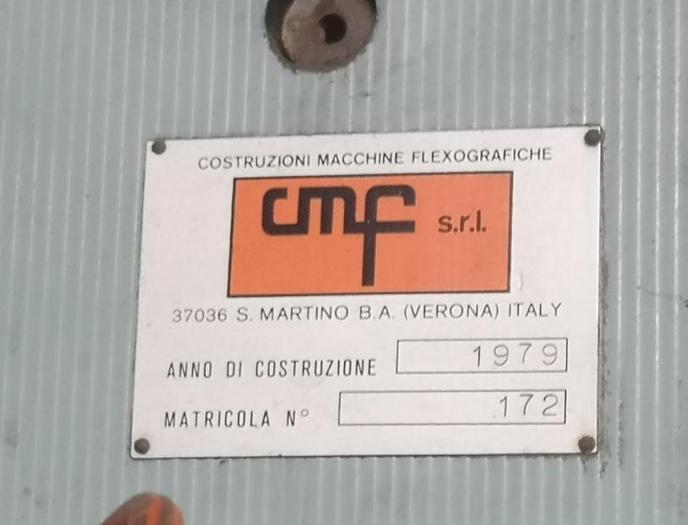 COSTRUZIONI MACCHINE FLEXOGRAFICHE
cmf s.r.l.
37036 S. MARTINO B.A. (VERONA) ITALY
ANNO DI COSTRUZIONE 1979
MATRICOLA N° 172